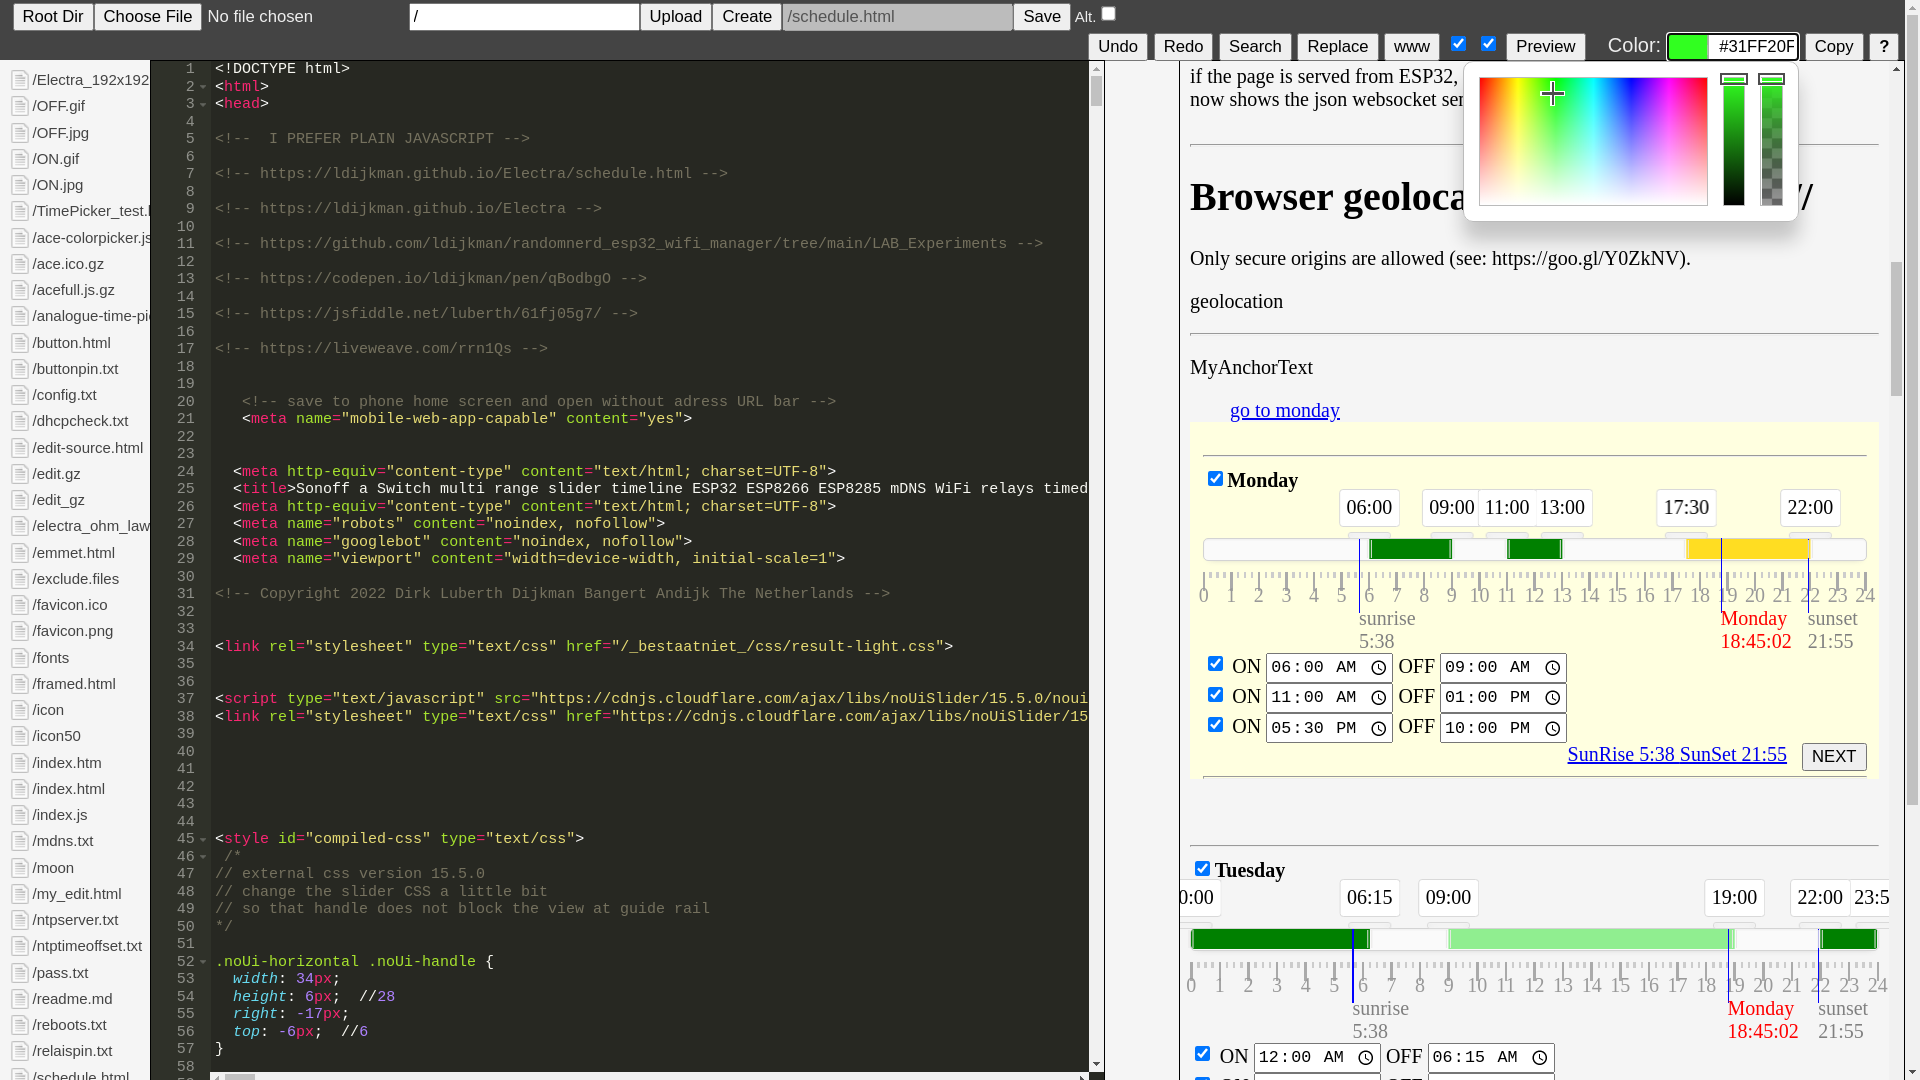 Root Dir Choose File No file chosen / Upload Create /schedule.html Save Alt.
Undo Redo Search Replace www Preview Color: #31FF20F Copy ?
/Electra_192x192
/OFF.gif
/OFF.jpg
/ON.gif
/ON.jpg
/TimePicker_test.
/ace-colorpicker.js
/ace.ico.gz
/acefull.js.gz
/analogue-time-pi
/button.html
/buttonpin.txt
/config.txt
/dhcpcheck.txt
/edit-source.html
/edit.gz
/edit_gz
/electra_ohm_law
/emmet.html
/exclude.files
/favicon.ico
/favicon.png
/fonts
/framed.html
/icon
/icon50
/index.htm
/index.html
/index.js
/mdns.txt
/moon
/my_edit.html
/ntpserver.txt
/ntptimeoffset.txt
/pass.txt
/readme.md
/reboots.txt
/relaispin.txt
/schedule.html
1 <!DOCTYPE html>
2 <html>
3 <head>
4
5 <!--  I PREFER PLAIN JAVASCRIPT -->
6
7 <!-- https://ldijkman.github.io/Electra/schedule.html -->
8
9 <!-- https://ldijkman.github.io/Electra -->
10
11 <!-- https://github.com/ldijkman/randomnerd_esp32_wifi_manager/tree/main/LAB_Experiments -->
12
13 <!-- https://codepen.io/ldijkman/pen/qBodbgO -->
14
15 <!-- https://jsfiddle.net/luberth/61fj05g7/ -->
16
17 <!-- https://liveweave.com/rrn1Qs -->
18
19
20 <!-- save to phone home screen and open without adress URL bar -->
21 <meta name="mobile-web-app-capable" content="yes">
22
23
24 <meta http-equiv="content-type" content="text/html; charset=UTF-8">
25 <title>Sonoff a Switch multi range slider timeline ESP32 ESP8266 ESP8285 mDNS WiFi relays timed
26 <meta http-equiv="content-type" content="text/html; charset=UTF-8">
27 <meta name="robots" content="noindex, nofollow">
28 <meta name="googlebot" content="noindex, nofollow">
29 <meta name="viewport" content="width=device-width, initial-scale=1">
30
31 <!-- Copyright 2022 Dirk Luberth Dijkman Bangert Andijk The Netherlands -->
32
33
34 <link rel="stylesheet" type="text/css" href="/_bestaatniet_/css/result-light.css">
35
36
37 <script type="text/javascript" src="https://cdnjs.cloudflare.com/ajax/libs/noUiSlider/15.5.0/noui
38 <link rel="stylesheet" type="text/css" href="https://cdnjs.cloudflare.com/ajax/libs/noUiSlider/15
39
40
41
42
43
44
45 <style id="compiled-css" type="text/css">
46 /*
47 // external css version 15.5.0
48 // change the slider CSS a little bit
49 // so that handle does not block the view at guide rail
50 */
51
52 .noUi-horizontal .noUi-handle {
53 width: 34px;
54 height: 6px;  //28
55 right: -17px;
56 top: -6px;  //6
57 }
58
if the page is served from ESP32,
now shows the json websocket ser
Browser geoloca //
Only secure origins are allowed (see: https://goo.gl/Y0ZkNV).
geolocation
MyAnchorText
go to monday
Monday
06:00 09:00 11:00 13:00 17:30 22:00
0 1 2 3 4 5 6 7 8 9 10 11 12 13 14 15 16 17 18 19 20 21 22 23 24
sunrise Monday sunset
5:38 18:45:02 21:55
ON 06:00 AM OFF 09:00 AM
ON 11:00 AM OFF 01:00 PM
ON 05:30 PM OFF 10:00 PM
SunRise 5:38 SunSet 21:55 NEXT
Tuesday
0:00 06:15 09:00 19:00 22:00 23:5
0 1 2 3 4 5 6 7 8 9 10 11 12 13 14 15 16 17 18 19 20 21 22 23 24
sunrise Monday sunset
5:38 18:45:02 21:55
ON 12:00 AM OFF 06:15 AM